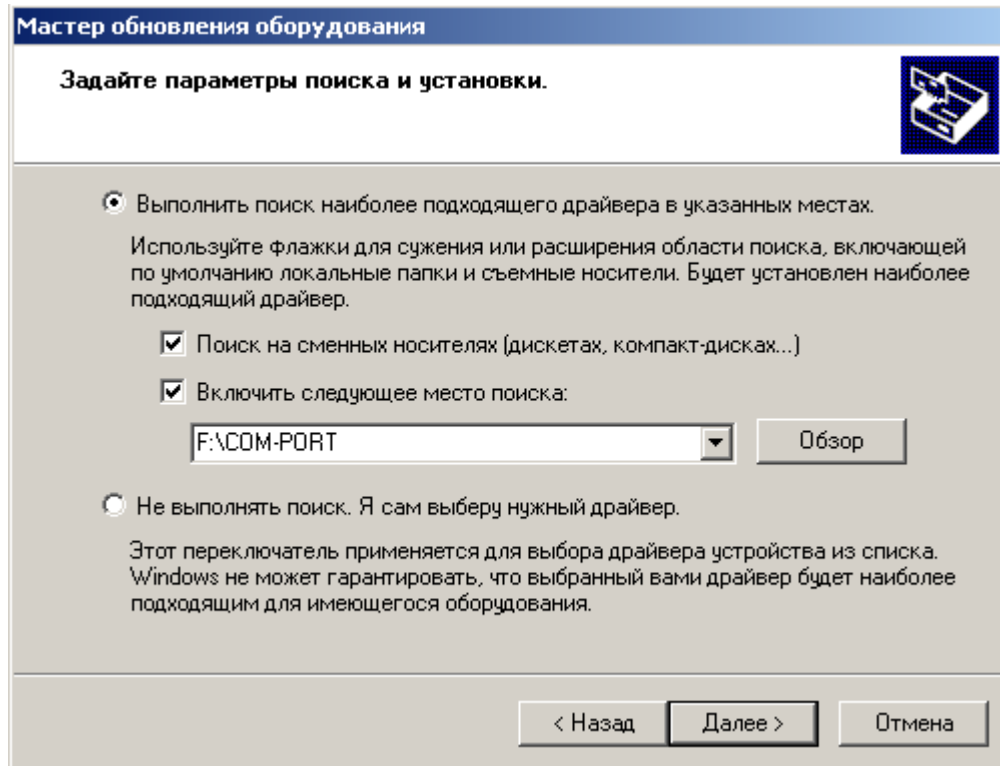 Мастер обновления оборудования
Задайте параметры поиска и установки.
Выполнить поиск наиболее подходящего драйвера в указанных местах.
Используйте флажки для сужения или расширения области поиска, включающей
по умолчанию локальные папки и съемные носители. Будет установлен наиболее
подходящий драйвер.
Поиск на сменных носителях (дискетах, компакт-дисках...)
Включить следующее место поиска:
F:\COM-PORT
Обзор
Не выполнять поиск. Я сам выберу нужный драйвер.
Этот переключатель применяется для выбора драйвера устройства из списка.
Windows не может гарантировать, что выбранный вами драйвер будет наиболее
подходящим для имеющегося оборудования.
< Назад
Далее >
Отмена